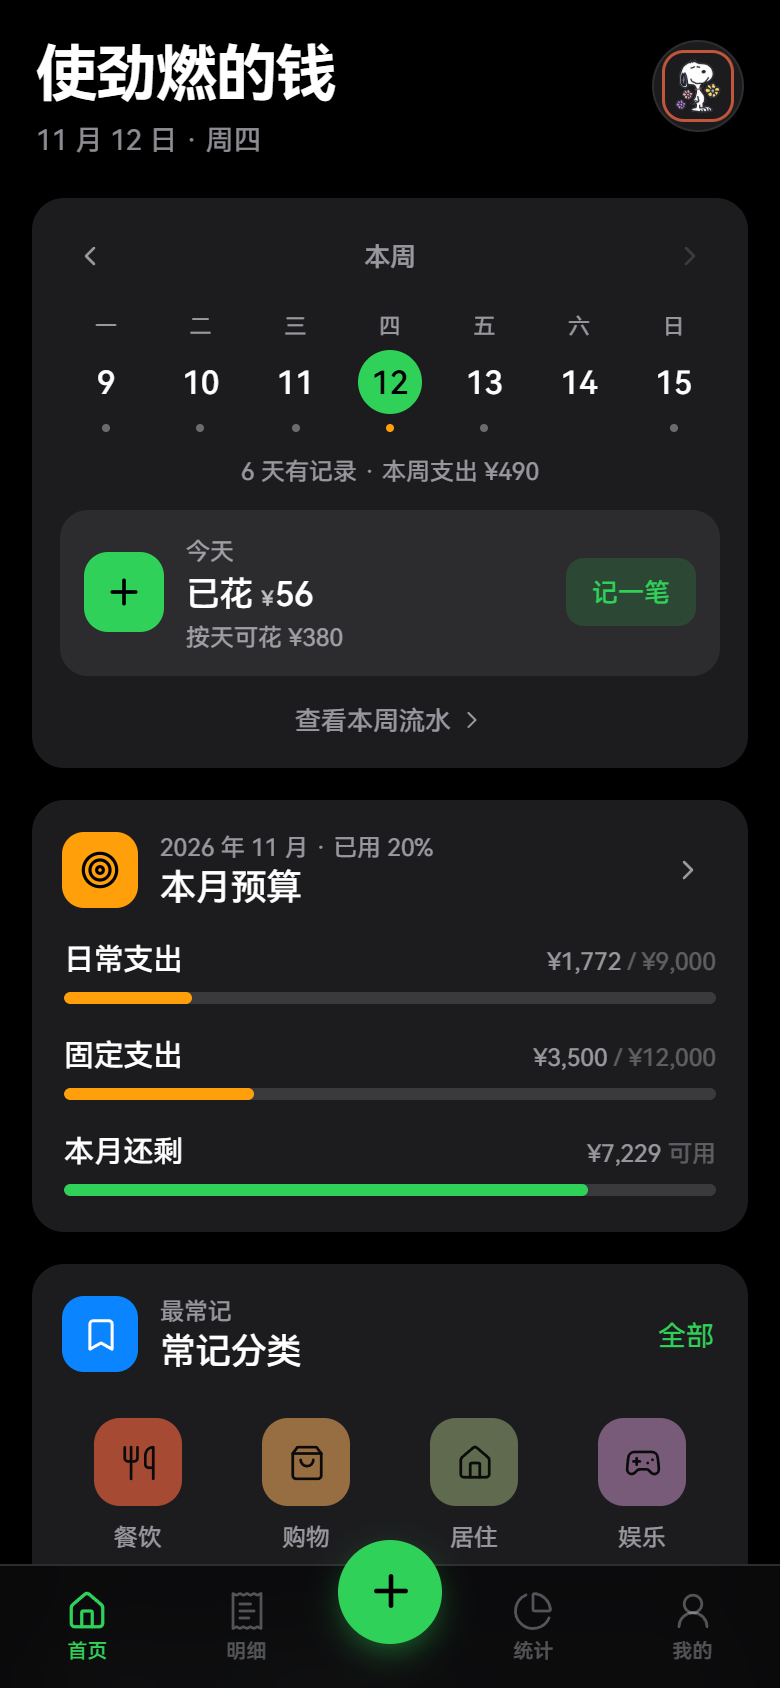 使劲燃的钱
11 月 12 日 · 周四
本周
一 二 三 四 五 六 日
9 10 11 12 13 14 15
6 天有记录 · 本周支出 ¥490
今天
已花 ¥56
按天可花 ¥380
记一笔
查看本周流水
2026 年 11 月 · 已用 20%
本月预算
日常支出 ¥1,772 / ¥9,000
固定支出 ¥3,500 / ¥12,000
本月还剩 ¥7,229 可用
最常记
常记分类
全部
餐饮 购物 居住 娱乐
首页 明细 统计 我的